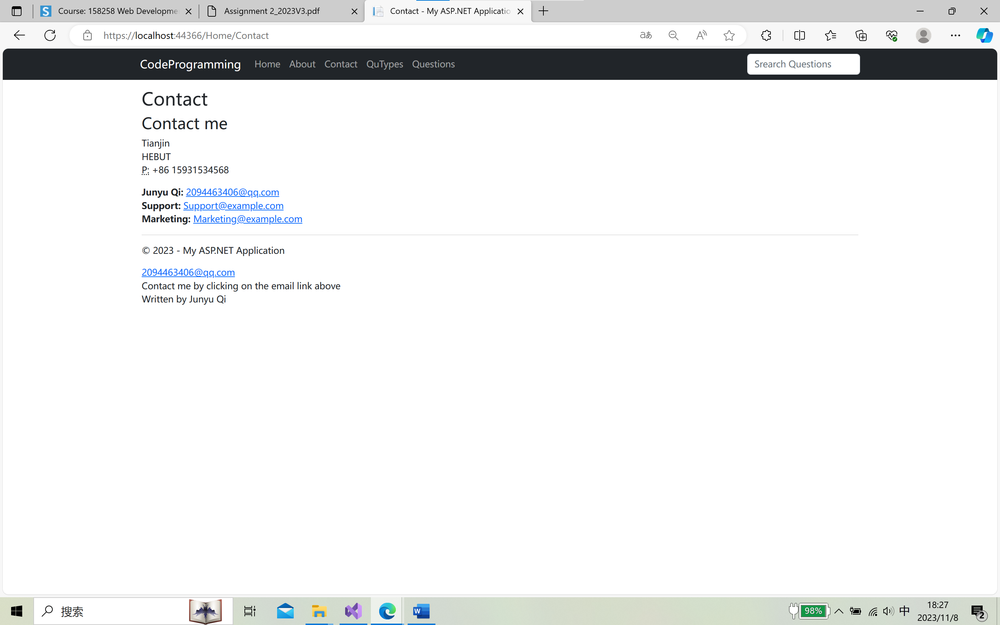 Course: 158258 Web Developme
Assignment 2_2023V3.pdf
Contact - My ASP.NET Applicatio
https://localhost:44366/Home/Contact
CodeProgramming Home About Contact QuTypes Questions Srearch Questions
Contact
Contact me
Tianjin
HEBUT
P: +86 15931534568
Junyu Qi: 2094463406@qq.com
Support: Support@example.com
Marketing: Marketing@example.com
© 2023 - My ASP.NET Application
2094463406@qq.com
Contact me by clicking on the email link above
Written by Junyu Qi
搜索
98%
中
18:27
2023/11/8
2